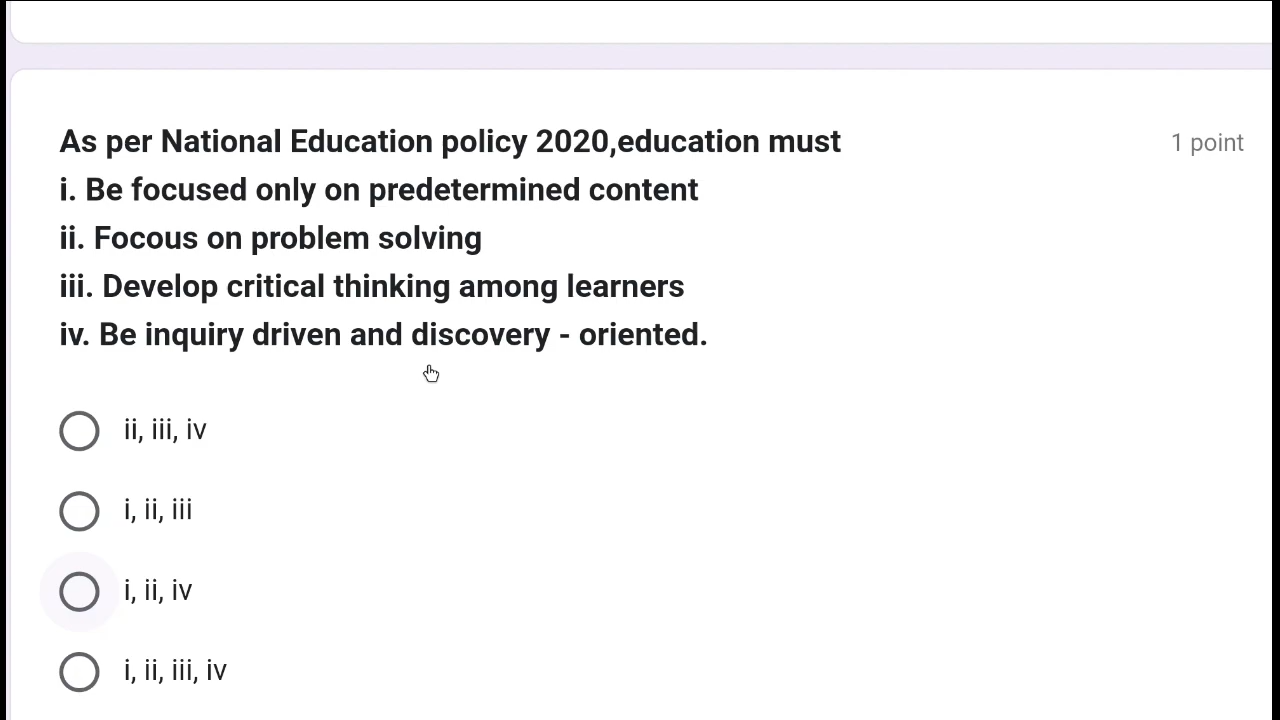 As per National Education policy 2020,education must
1 point
i. Be focused only on predetermined content
ii. Focous on problem solving
iii. Develop critical thinking among learners
iv. Be inquiry driven and discovery - oriented.
ii, iii, iv
i, ii, iii
i, ii, iv
i, ii, iii, iv